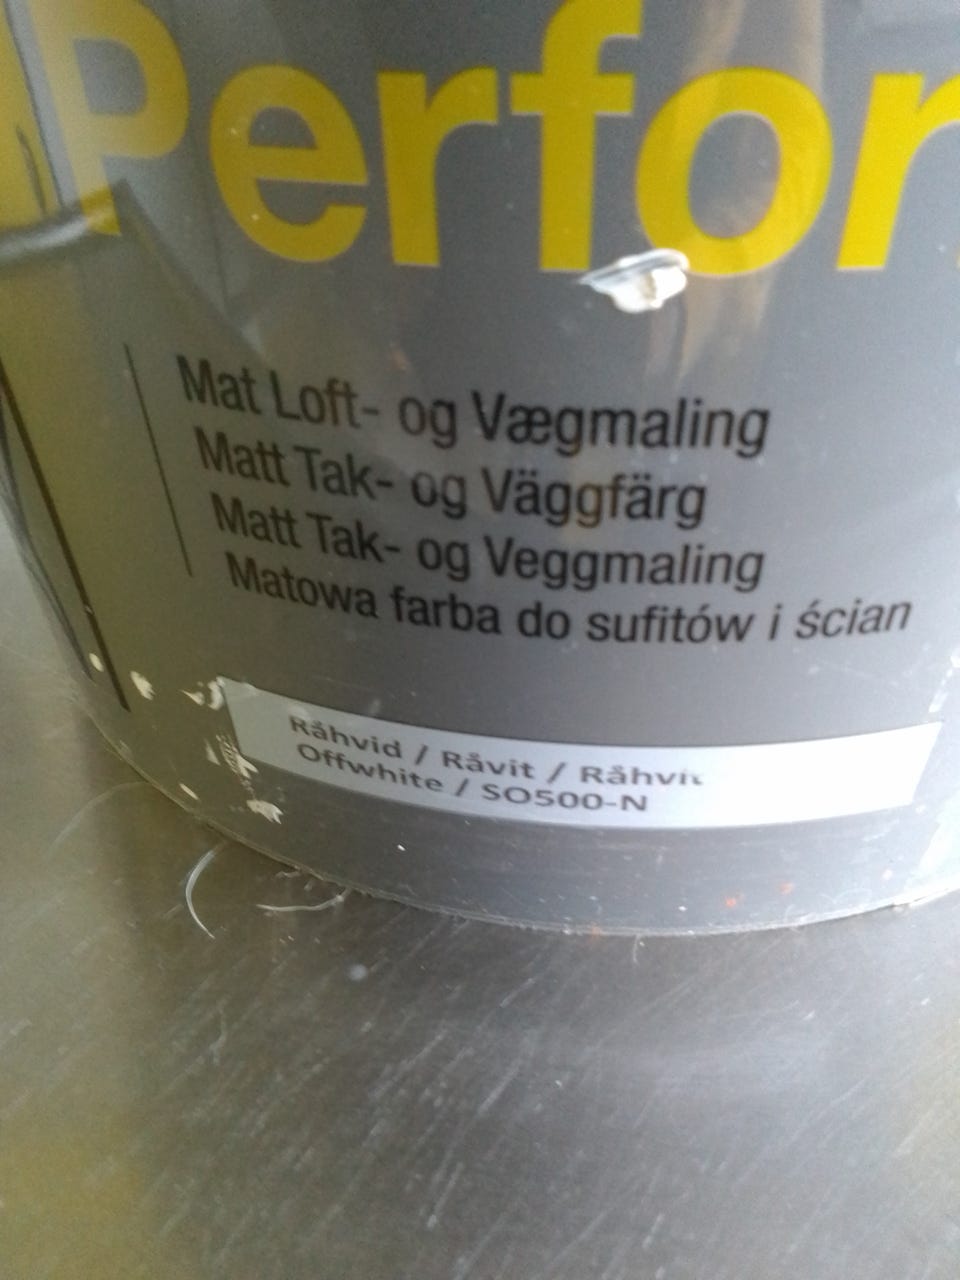 Perfor
Mat Loft- og Vægmaling
Matt Tak- og Väggfärg
Matt Tak- og Veggmaling
Matowa farba do sufitów i ścian
Råhvid / Råvit / Råhvit
Offwhite / SO500-N